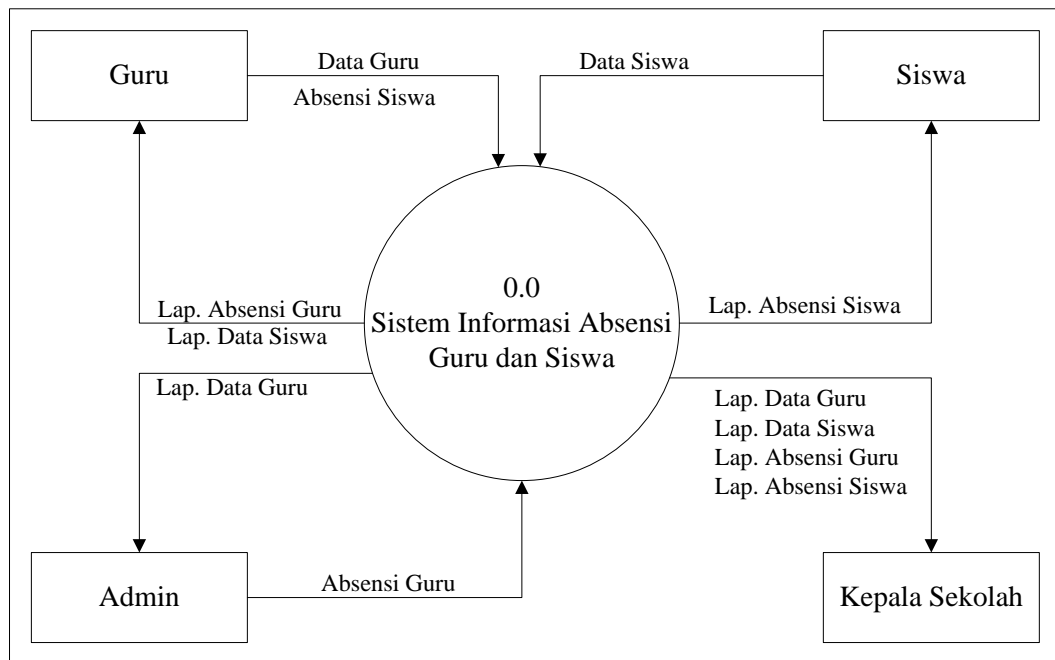 Guru
Data Guru
Absensi Siswa
Data Siswa
Siswa
0.0
Sistem Informasi Absensi
Guru dan Siswa
Lap. Absensi Guru
Lap. Data Siswa
Lap. Absensi Siswa
Lap. Data Guru
Lap. Data Guru
Lap. Data Siswa
Lap. Absensi Guru
Lap. Absensi Siswa
Admin
Absensi Guru
Kepala Sekolah